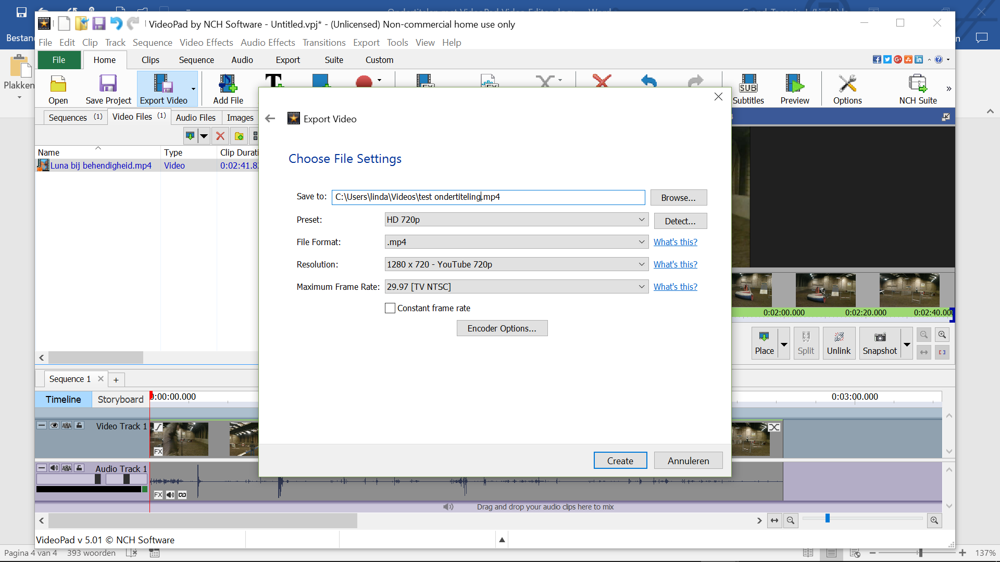 Bestan
Plakken
VideoPad by NCH Software - Untitled.vpj* - (Unlicensed) Non-commercial home use only
File Edit Clip Track Sequence Video Effects Audio Effects Transitions Export Tools View Help
File Home Clips Sequence Audio Export Suite Custom
Open Save Project Export Video Add File Subtitles Preview Options NCH Suite »
SUB
Sequences (1) Video Files (1) Audio Files Images
Name Type Clip Durati
Luna bij behendigheid.mp4 Video 0:02:41.8
Export Video
Choose File Settings
Save to: C:\Users\linda\Videos\test ondertiteling.mp4 Browse...
Preset: HD 720p Detect...
File Format: .mp4 What's this?
Resolution: 1280 x 720 - YouTube 720p What's this?
Maximum Frame Rate: 29.97 [TV NTSC] What's this?
Constant frame rate
Encoder Options...
Create Annuleren
0:02:00.000 0:02:20.000 0:02:40.00
Place Split Unlink Snapshot
Sequence 1 +
Timeline Storyboard 0:00:00.000 0:03:00.000
Video Track 1
FX
Audio Track 1
FX
Drag and drop your audio clips here to mix
VideoPad v 5.01 © NCH Software
Pagina 4 van 4 393 woorden 137%